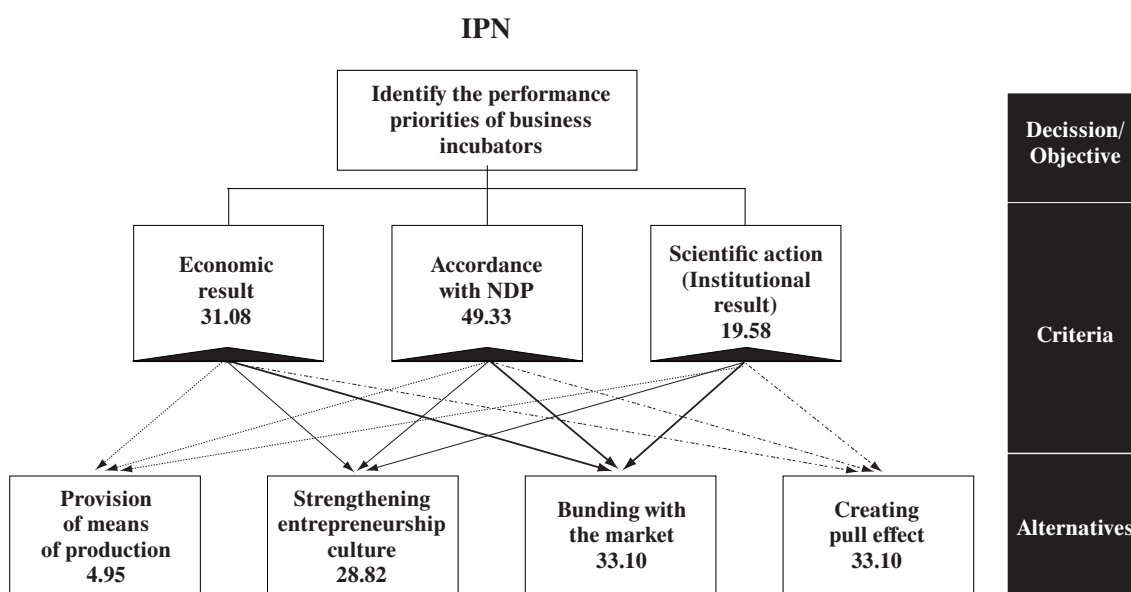 IPN
Identify the performance
priorities of business
incubators
Decission/
Objective
Economic
result
31.08
Accordance
with NDP
49.33
Scientific action
(Institutional
result)
19.58
Criteria
Provision
of means
of production
4.95
Strengthening
entrepreneurship
culture
28.82
Bunding with
the market
33.10
Creating
pull effect
33.10
Alternatives